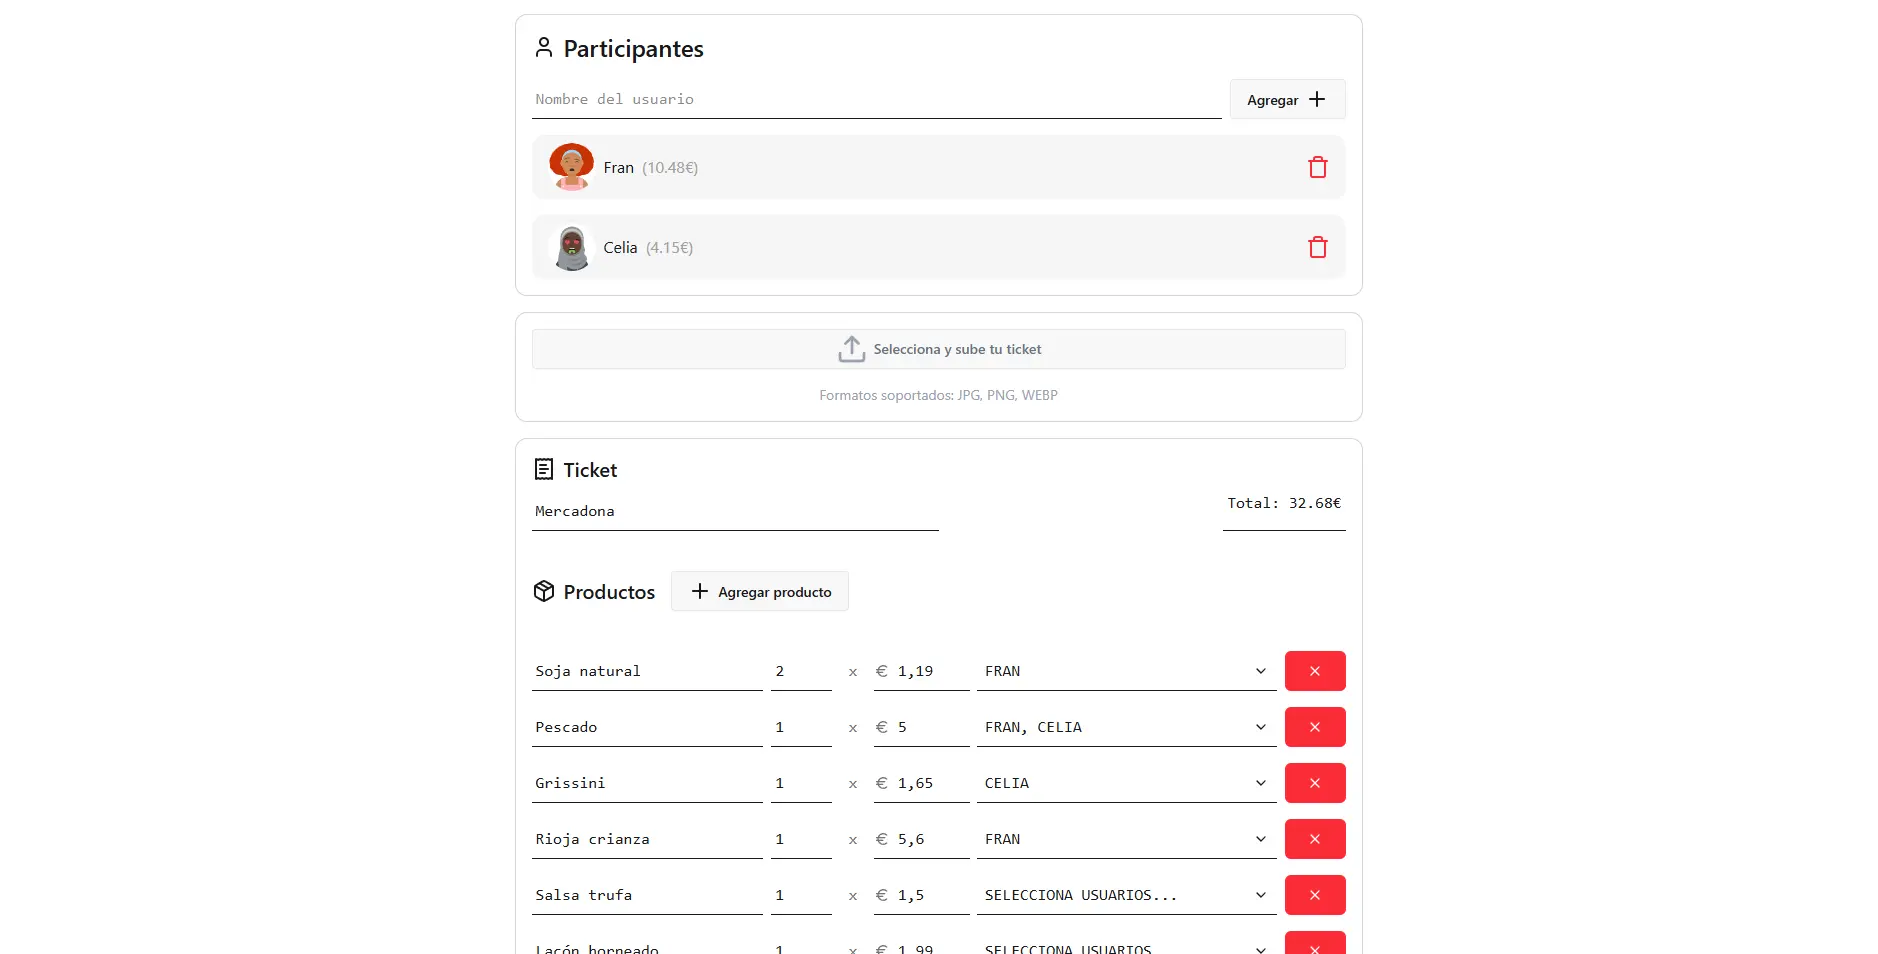 Participantes
Nombre del usuario
Agregar
Fran (10.48€)
Celia (4.15€)
Selecciona y sube tu ticket
Formatos soportados: JPG, PNG, WEBP
Ticket
Mercadona
Total: 32.68€
Productos
Agregar producto
Soja natural 2 x € 1,19 FRAN
Pescado 1 x € 5 FRAN, CELIA
Grissini 1 x € 1,65 CELIA
Rioja crianza 1 x € 5,6 FRAN
Salsa trufa 1 x € 1,5 SELECCIONA USUARIOS...
Lacón horneado 1 x € 1,99 SELECCIONA USUARIOS